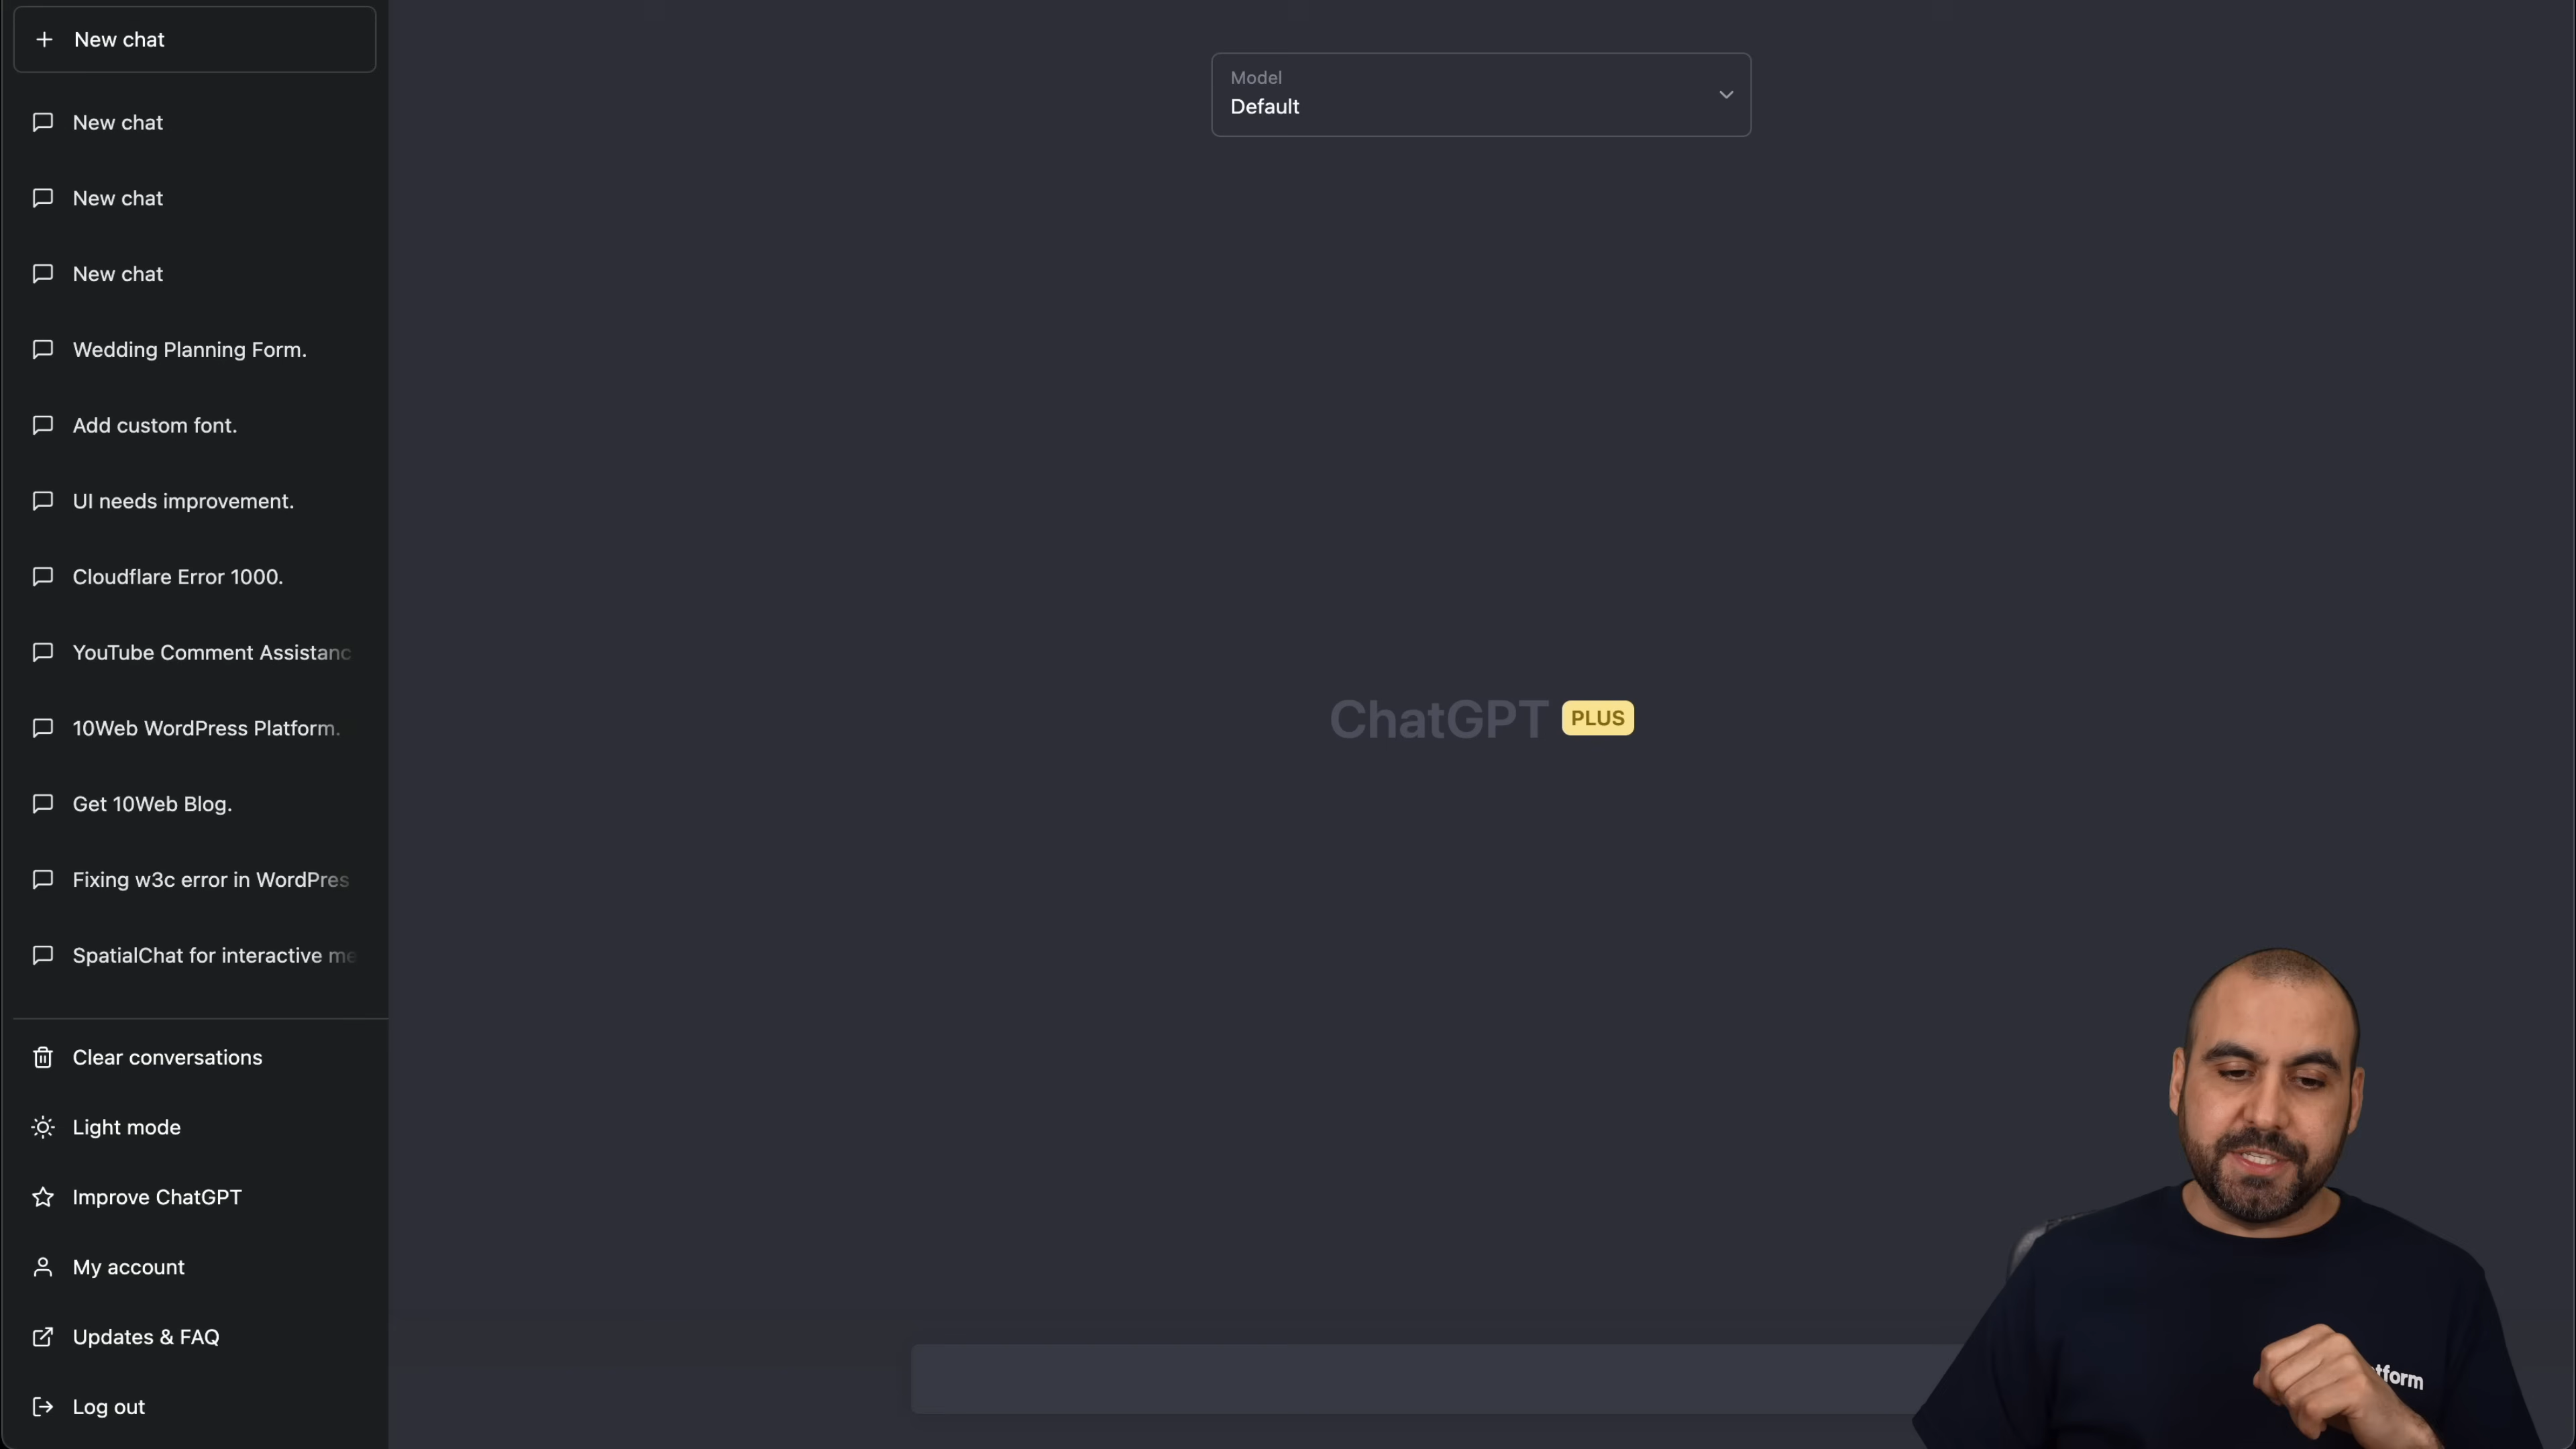 New chat
New chat
New chat
New chat
Wedding Planning Form.
Add custom font.
UI needs improvement.
Cloudflare Error 1000.
YouTube Comment Assistanc
10Web WordPress Platform.
Get 10Web Blog.
Fixing w3c error in WordPres
SpatialChat for interactive me
Clear conversations
Light mode
Improve ChatGPT
My account
Updates & FAQ
Log out
Model
Default
ChatGPT PLUS
tform